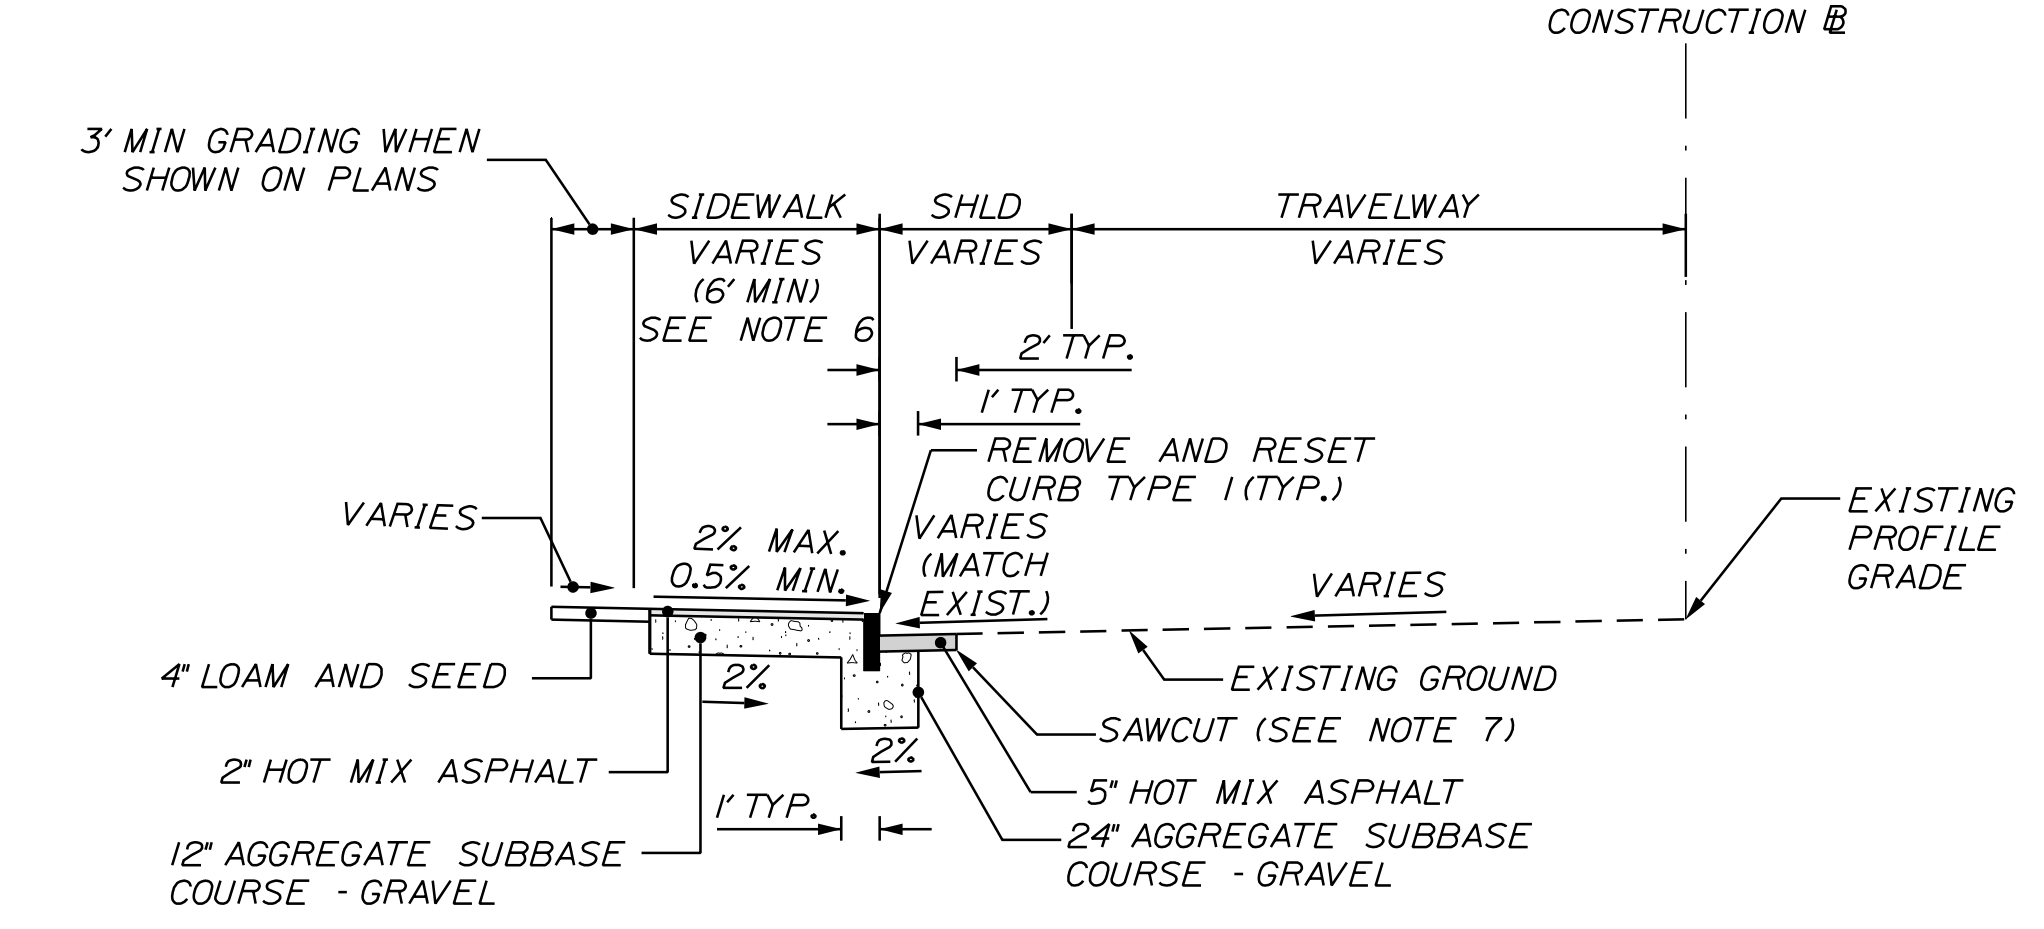 CONSTRUCTION BL
3' MIN GRADING WHEN
SHOWN ON PLANS
SIDEWALK
VARIES
(6' MIN)
SEE NOTE 6
SHLD
VARIES
TRAVELWAY
VARIES
2' TYP.
1' TYP.
REMOVE AND RESET
CURB TYPE 1 (TYP.)
VARIES
2% MAX.
0.5% MIN.
VARIES
(MATCH
EXIST.)
VARIES
EXISTING
PROFILE
GRADE
4" LOAM AND SEED
2%
EXISTING GROUND
SAWCUT (SEE NOTE 7)
2%
2" HOT MIX ASPHALT
5" HOT MIX ASPHALT
1' TYP.
12" AGGREGATE SUBBASE
COURSE - GRAVEL
24" AGGREGATE SUBBASE
COURSE - GRAVEL